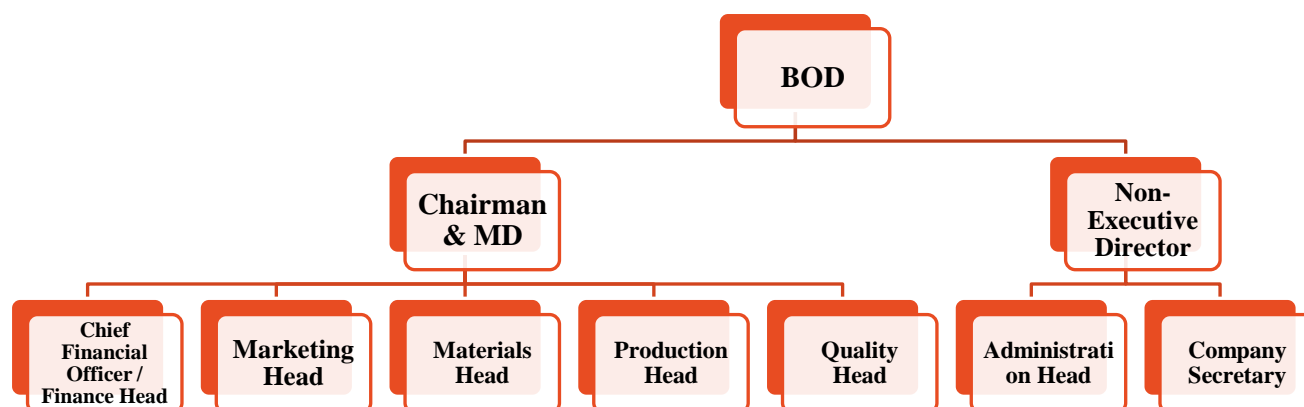 BOD
Chairman
& MD
Non-
Executive
Director
Chief
Financial
Officer /
Finance Head
Marketing
Head
Materials
Head
Production
Head
Quality
Head
Administrati
on Head
Company
Secretary